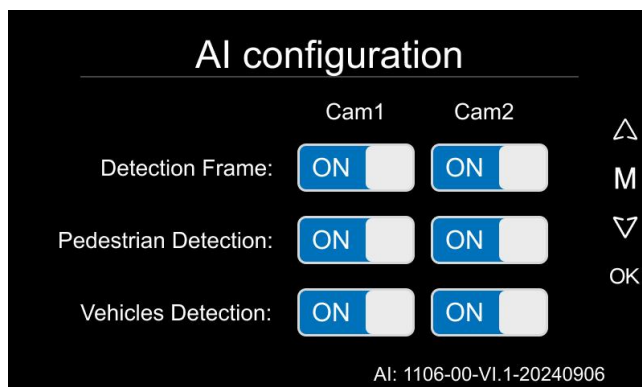 AI configuration
Cam1 Cam2
Detection Frame: ON ON
M
Pedestrian Detection: ON ON
OK
Vehicles Detection: ON ON
AI: 1106-00-VI.1-20240906